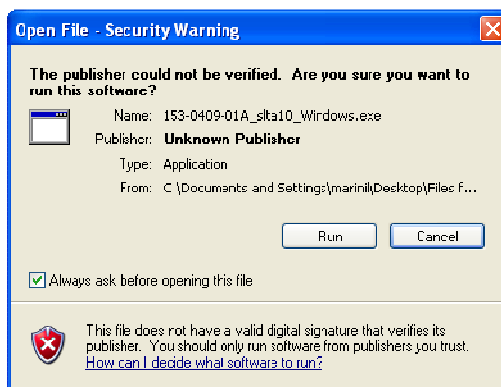 Open File - Security Warning
The publisher could not be verified. Are you sure you want to
run this software?
Name: 153-0409-01A_slta10_Windows.exe
Publisher: Unknown Publisher
Type: Application
From: C:\Documents and Settings\marinil\Desktop\Files f...
Run Cancel
Always ask before opening this file
This file does not have a valid digital signature that verifies its
publisher. You should only run software from publishers you trust.
How can I decide what software to run?